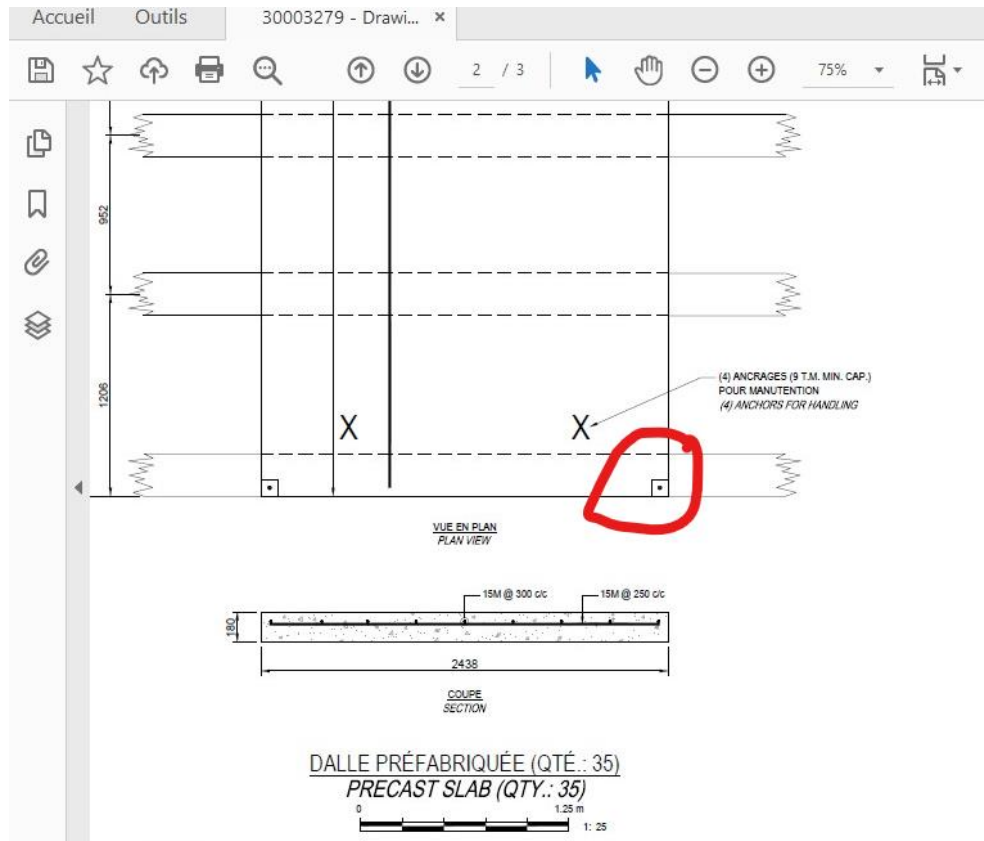 Accueil Outils 30003279 - Drawi... ×
2 / 3 75%
952
1206
(4) ANCRAGES (9 T.M. MIN. CAP.)
POUR MANUTENTION
(4) ANCHORS FOR HANDLING
X X
VUE EN PLAN
PLAN VIEW
15M @ 300 c/c 15M @ 250 c/c
180
2438
COUPE
SECTION
DALLE PRÉFABRIQUÉE (QTÉ.: 35)
PRECAST SLAB (QTY.: 35)
0 1.25 m
1: 25